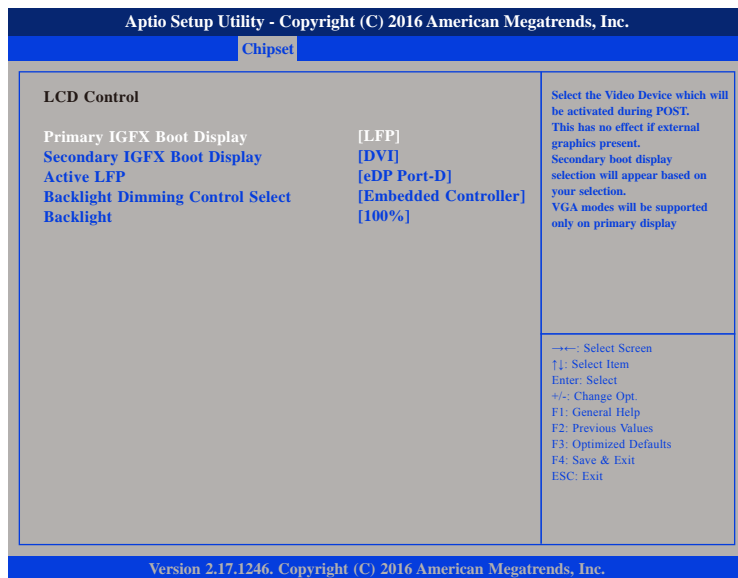 Aptio Setup Utility - Copyright (C) 2016 American Megatrends, Inc.
Chipset
LCD Control
Primary IGFX Boot Display [LFP]
Secondary IGFX Boot Display [DVI]
Active LFP [eDP Port-D]
Backlight Dimming Control Select [Embedded Controller]
Backlight [100%]
Select the Video Device which will
be activated during POST.
This has no effect if external
graphics present.
Secondary boot display
selection will appear based on
your selection.
VGA modes will be supported
only on primary display
→←: Select Screen
↑↓: Select Item
Enter: Select
+/-: Change Opt.
F1: General Help
F2: Previous Values
F3: Optimized Defaults
F4: Save & Exit
ESC: Exit
Version 2.17.1246. Copyright (C) 2016 American Megatrends, Inc.